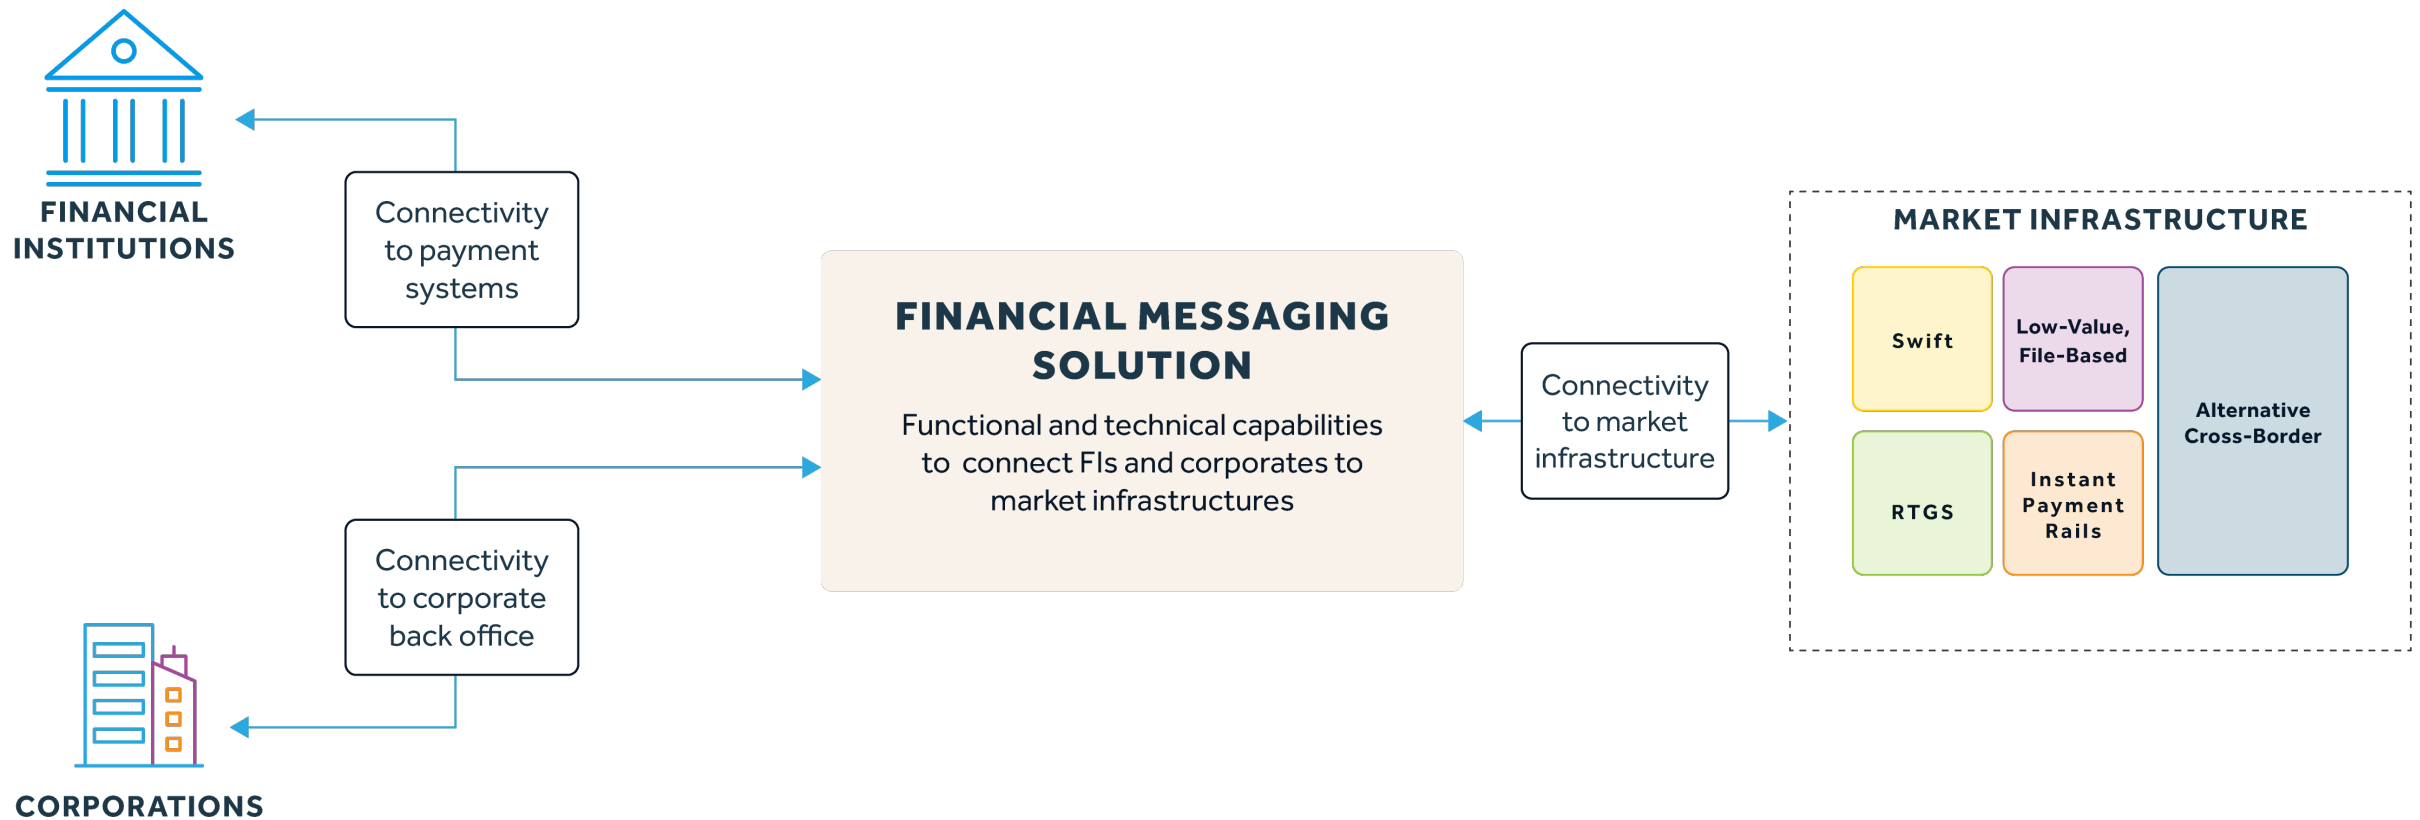 FINANCIAL
INSTITUTIONS
Connectivity
to payment
systems
Connectivity
to corporate
back office
CORPORATIONS
FINANCIAL MESSAGING
SOLUTION
Functional and technical capabilities
to connect FIs and corporates to
market infrastructures
Connectivity
to market
infrastructure
MARKET INFRASTRUCTURE
Swift
Low-Value,
File-Based
RTGS
Instant
Payment
Rails
Alternative
Cross-Border